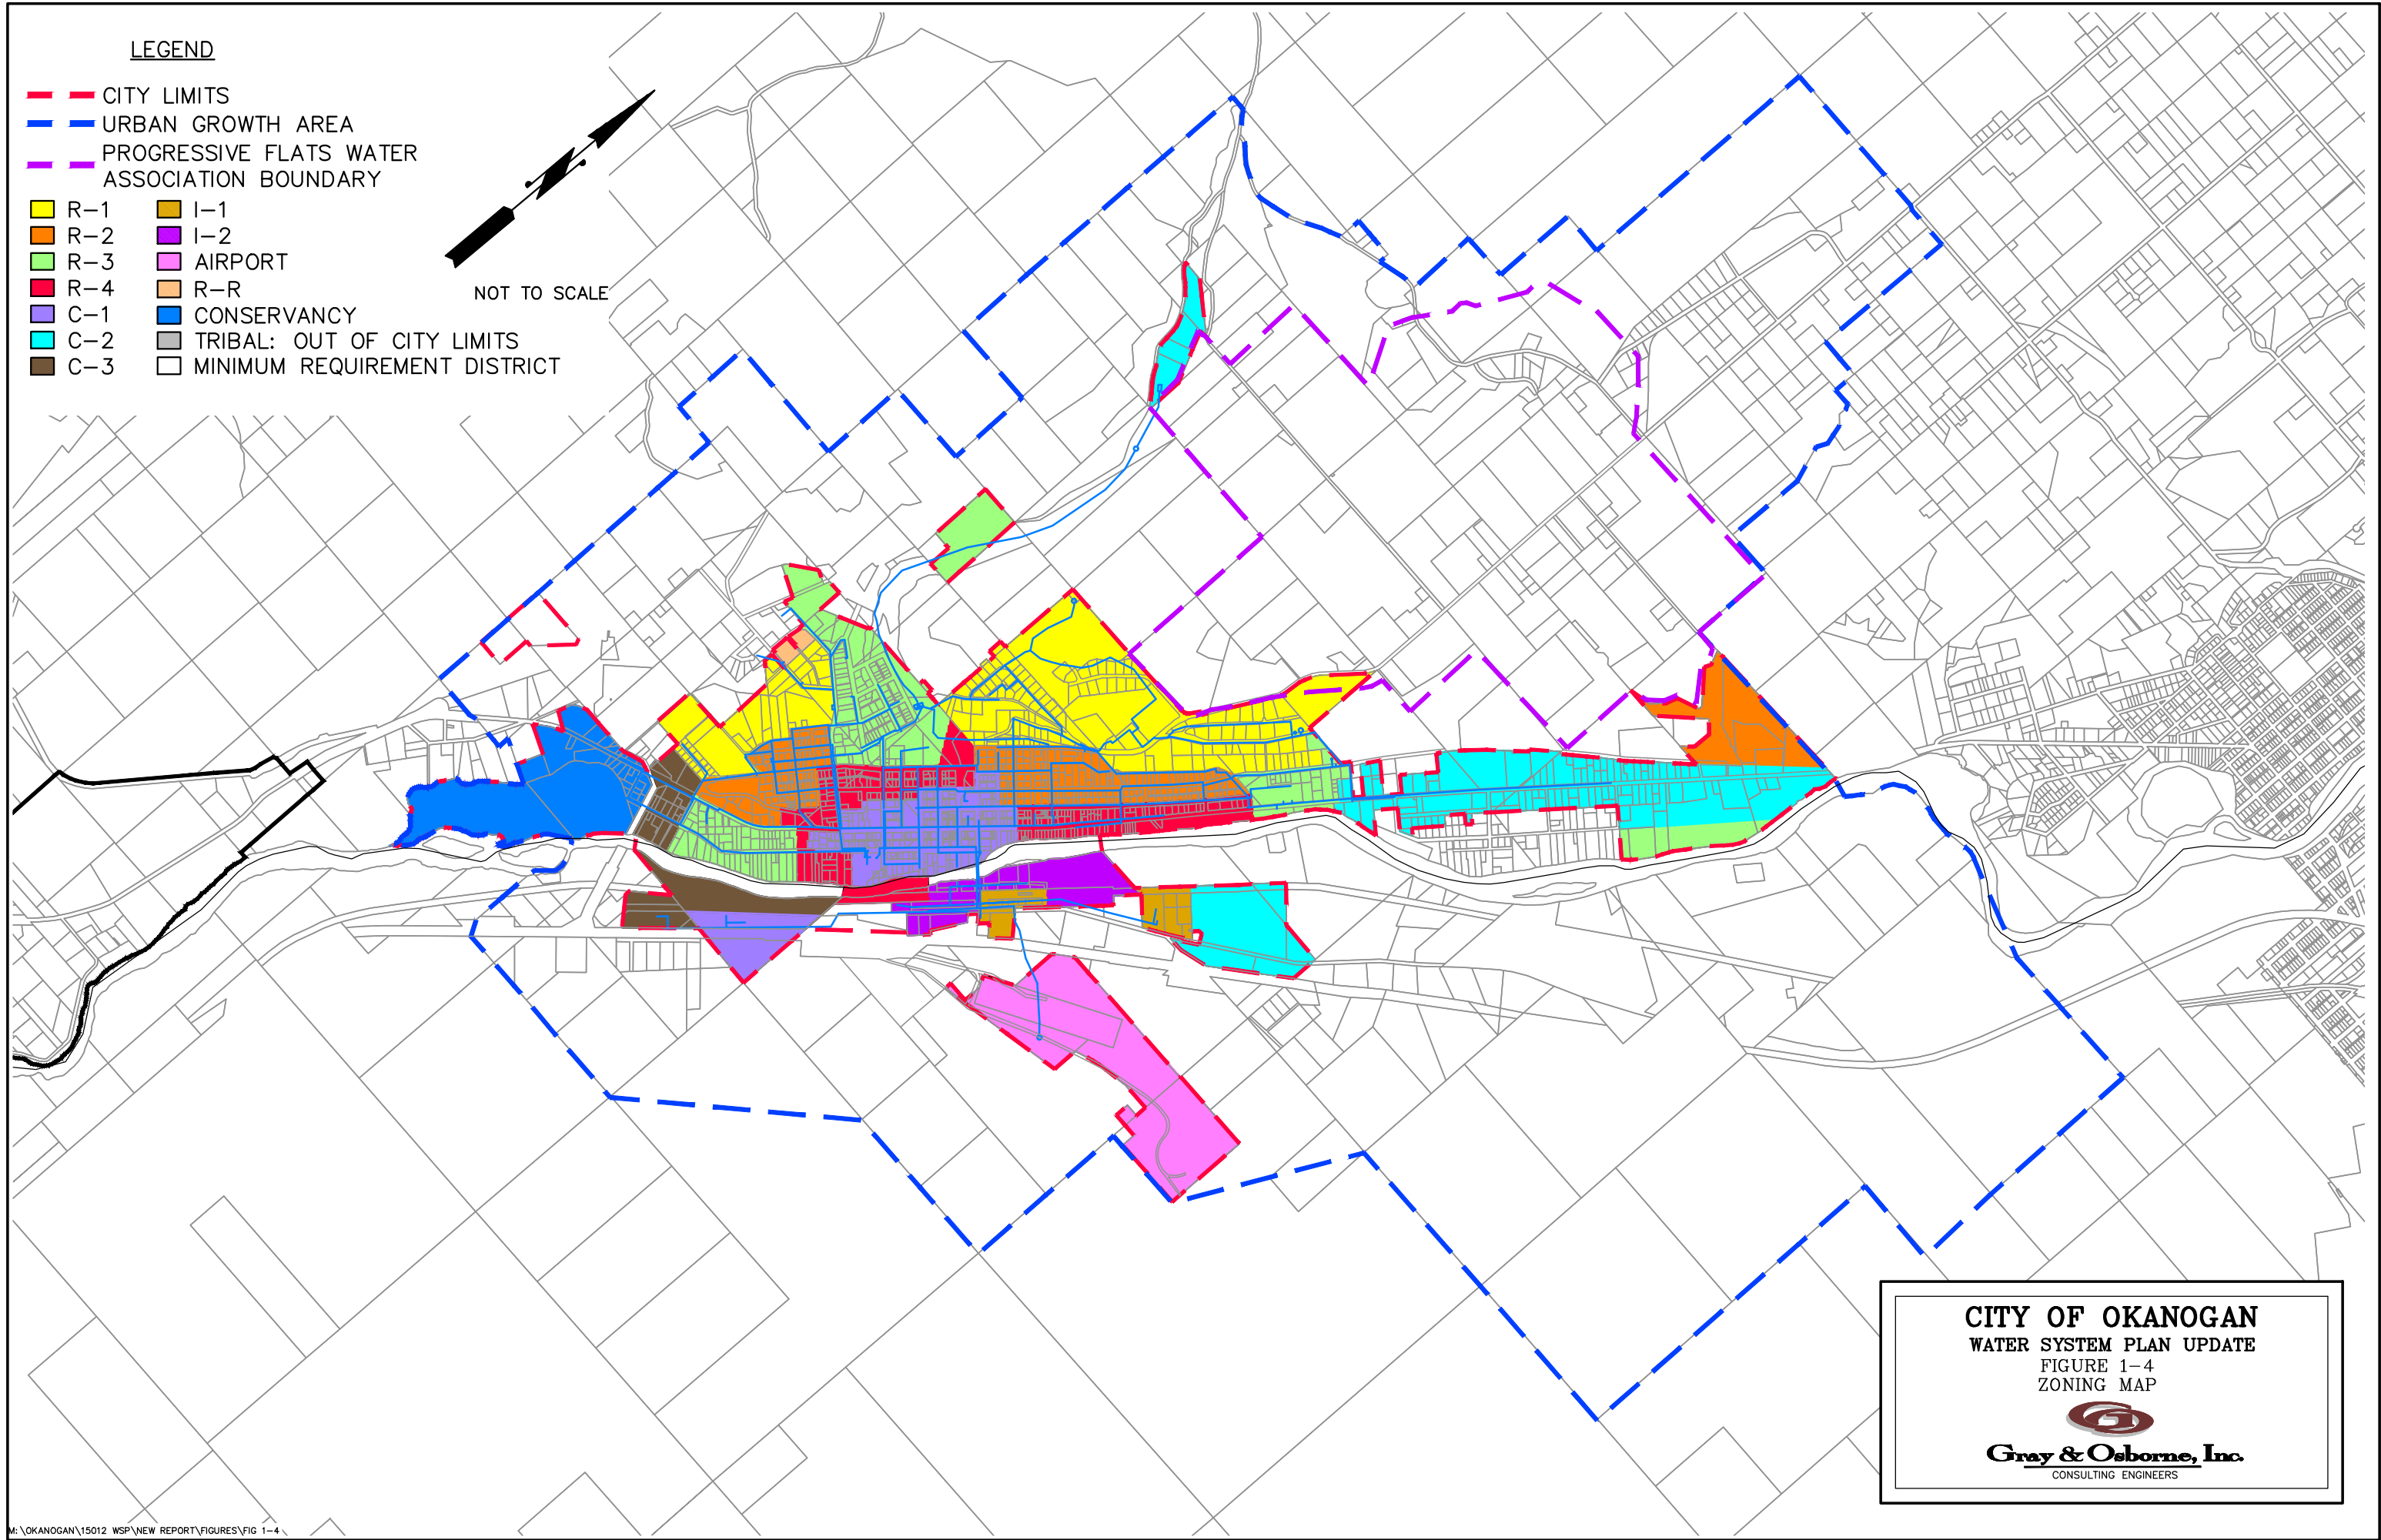 LEGEND
CITY LIMITS
URBAN GROWTH AREA
PROGRESSIVE FLATS WATER
ASSOCIATION BOUNDARY
R-1
I-1
R-2
I-2
R-3
AIRPORT
R-4
R-R
C-1
CONSERVANCY
C-2
TRIBAL: OUT OF CITY LIMITS
C-3
MINIMUM REQUIREMENT DISTRICT
NOT TO SCALE
CITY OF OKANOGAN
WATER SYSTEM PLAN UPDATE
FIGURE 1-4
ZONING MAP
Gray & Osborne, Inc.
CONSULTING ENGINEERS
M:\OKANOGAN\15012 WSP\NEW REPORT\FIGURES\FIG 1-4